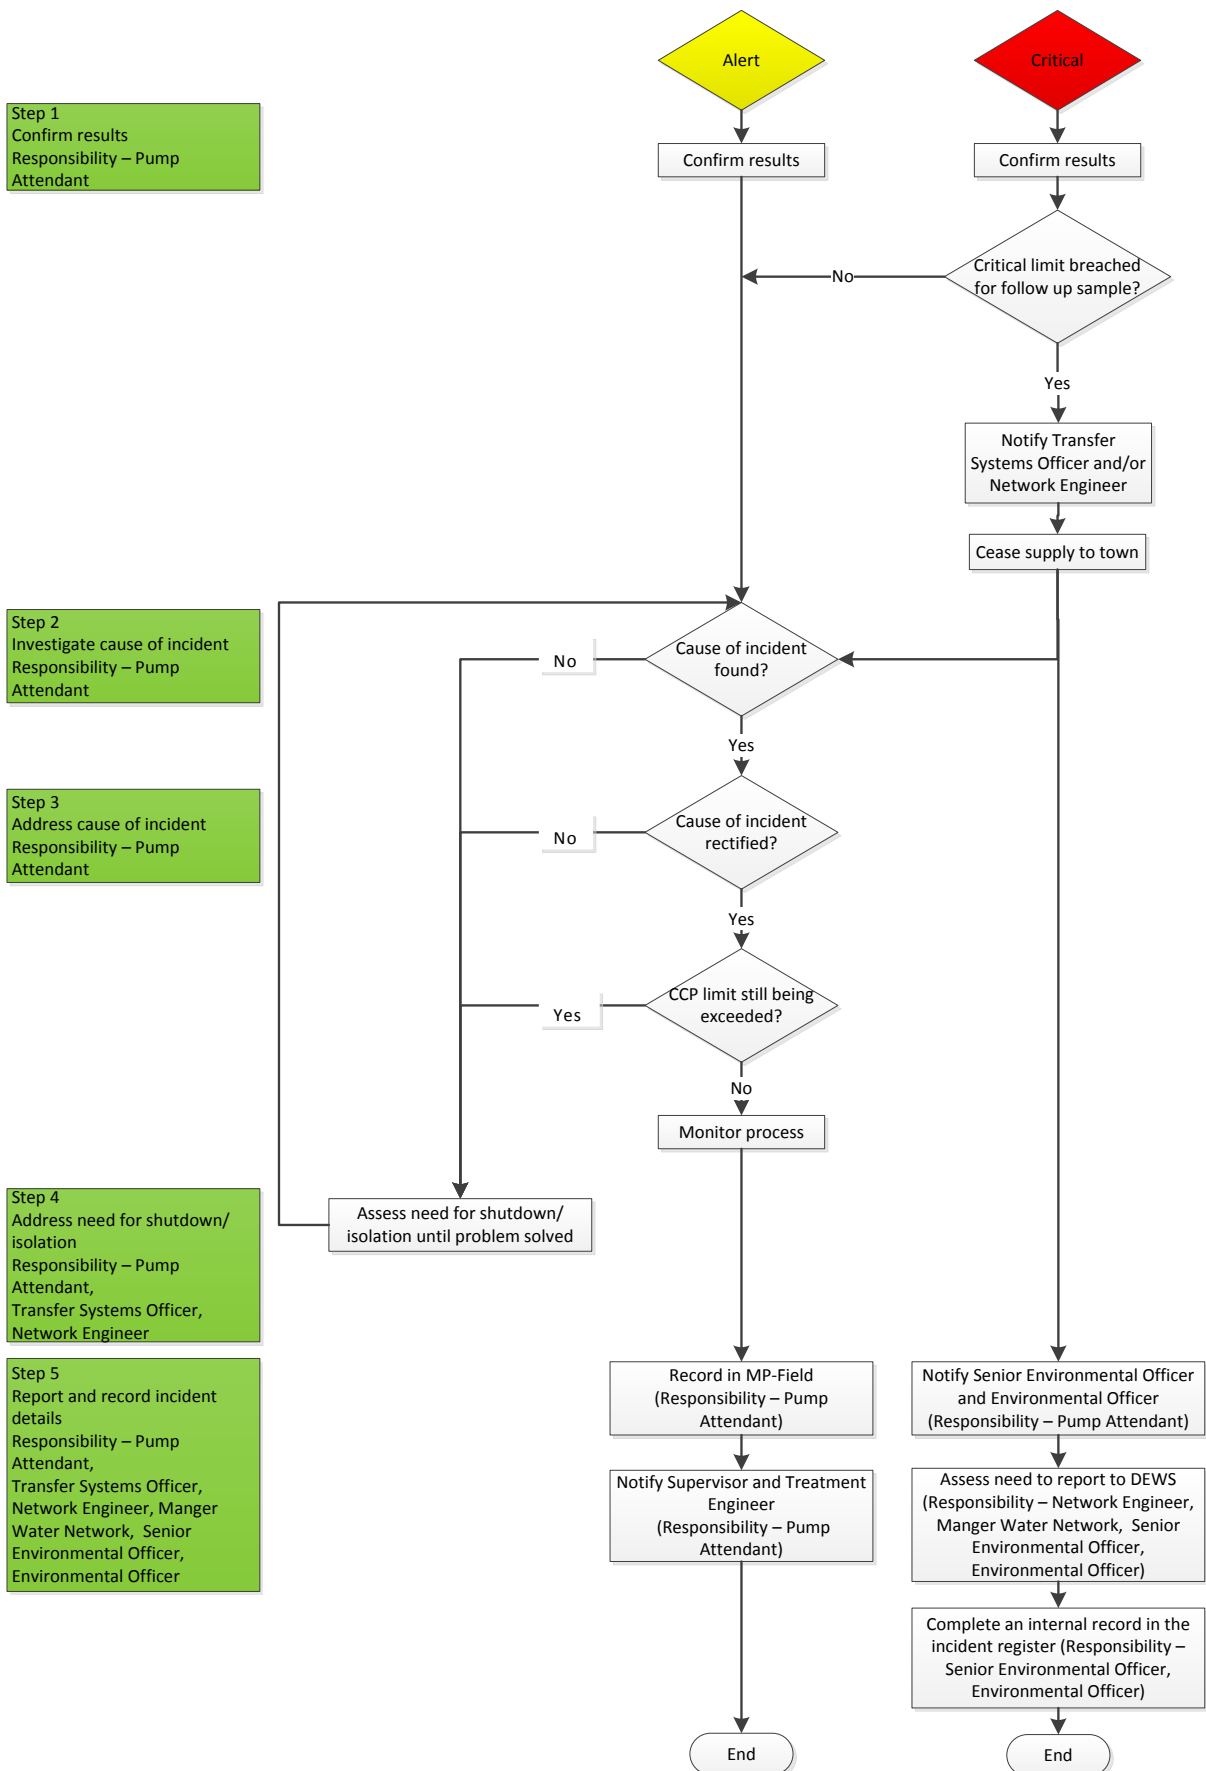 Alert
Critical
Step 1
Confirm results
Responsibility – Pump
Attendant
Confirm results
Confirm results
Critical limit breached
for follow up sample?
No
Yes
Notify Transfer
Systems Officer and/or
Network Engineer
Cease supply to town
Step 2
Investigate cause of incident
Responsibility – Pump
Attendant
Cause of incident
found?
No
Yes
Step 3
Address cause of incident
Responsibility – Pump
Attendant
Cause of incident
rectified?
No
Yes
CCP limit still being
exceeded?
Yes
No
Monitor process
Step 4
Address need for shutdown/
isolation
Responsibility – Pump
Attendant,
Transfer Systems Officer,
Network Engineer
Assess need for shutdown/
isolation until problem solved
Step 5
Report and record incident
details
Responsibility – Pump
Attendant,
Transfer Systems Officer,
Network Engineer, Manger
Water Network,  Senior
Environmental Officer,
Environmental Officer
Record in MP-Field
(Responsibility – Pump
Attendant)
Notify Supervisor and Treatment
Engineer
(Responsibility – Pump
Attendant)
End
Notify Senior Environmental Officer
and Environmental Officer
(Responsibility – Pump Attendant)
Assess need to report to DEWS
(Responsibility – Network Engineer,
Manger Water Network,  Senior
Environmental Officer,
Environmental Officer)
Complete an internal record in the
incident register (Responsibility –
Senior Environmental Officer,
Environmental Officer)
End